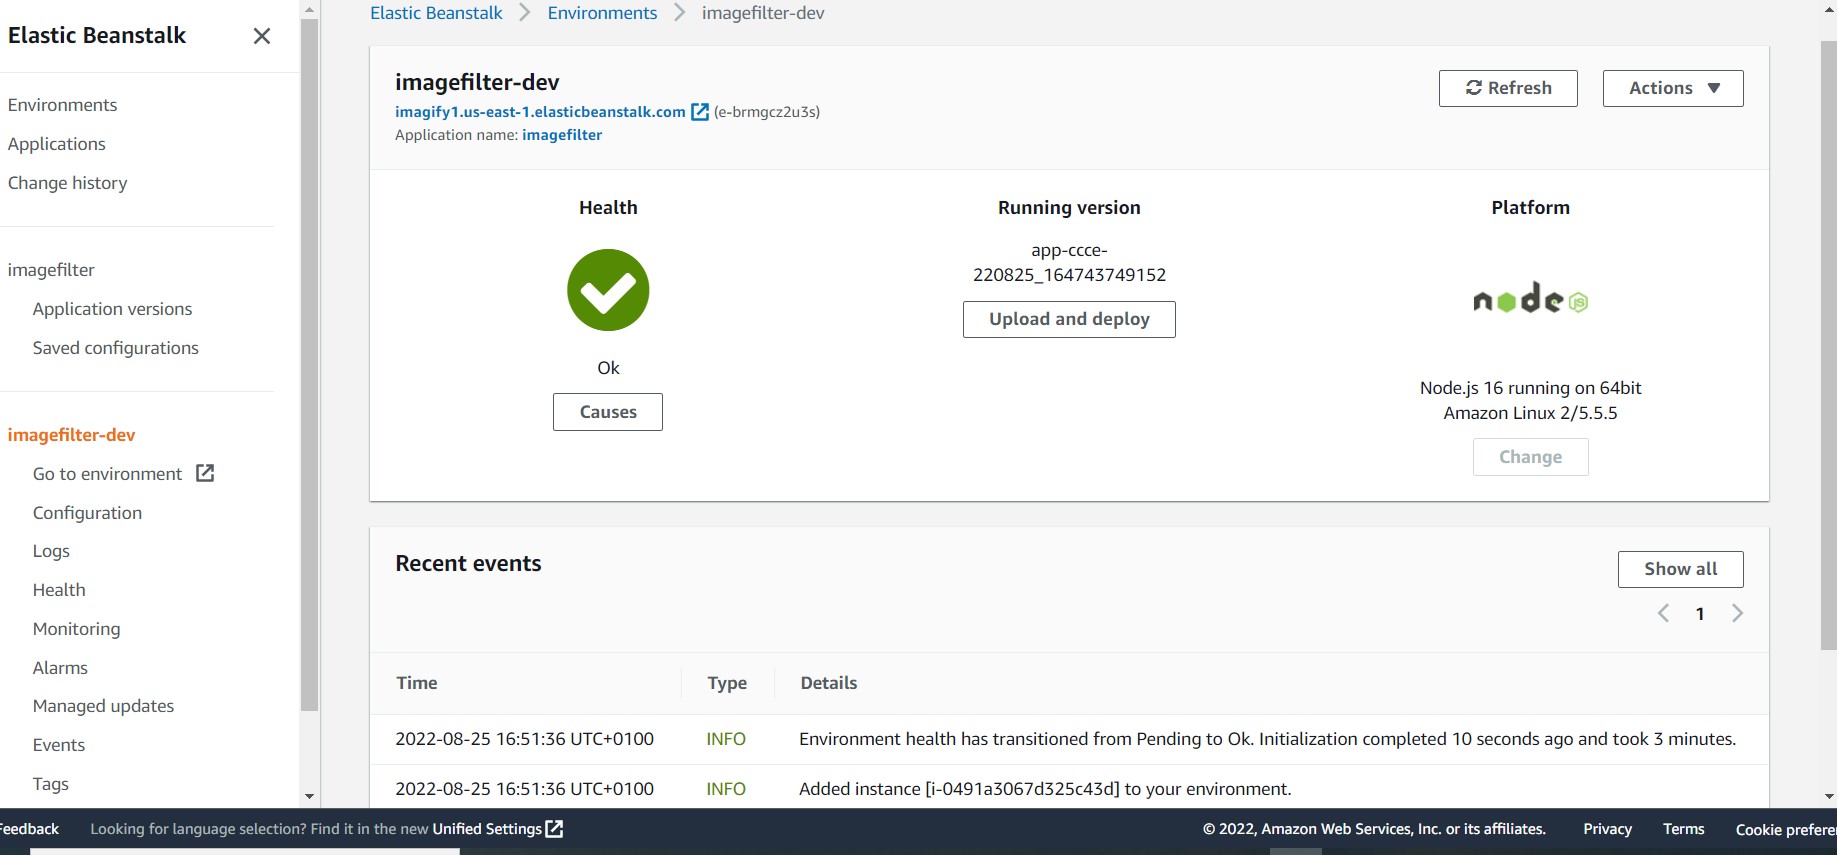 Elastic Beanstalk
Environments
Applications
Change history
imagefilter
Application versions
Saved configurations
imagefilter-dev
Go to environment
Configuration
Logs
Health
Monitoring
Alarms
Managed updates
Events
Tags
Elastic Beanstalk Environments imagefilter-dev
imagefilter-dev
imagify1.us-east-1.elasticbeanstalk.com (e-brmgcz2u3s)
Application name: imagefilter
Refresh
Actions
Health
Ok
Causes
Running version
app-ccce-
220825_164743749152
Upload and deploy
Platform
node JS
Node.js 16 running on 64bit
Amazon Linux 2/5.5.5
Change
Recent events
Show all
1
Time Type Details
2022-08-25 16:51:36 UTC+0100 INFO Environment health has transitioned from Pending to Ok. Initialization completed 10 seconds ago and took 3 minutes.
2022-08-25 16:51:36 UTC+0100 INFO Added instance [i-0491a3067d325c43d] to your environment.
Feedback Looking for language selection? Find it in the new Unified Settings © 2022, Amazon Web Services, Inc. or its affiliates. Privacy Terms Cookie prefere